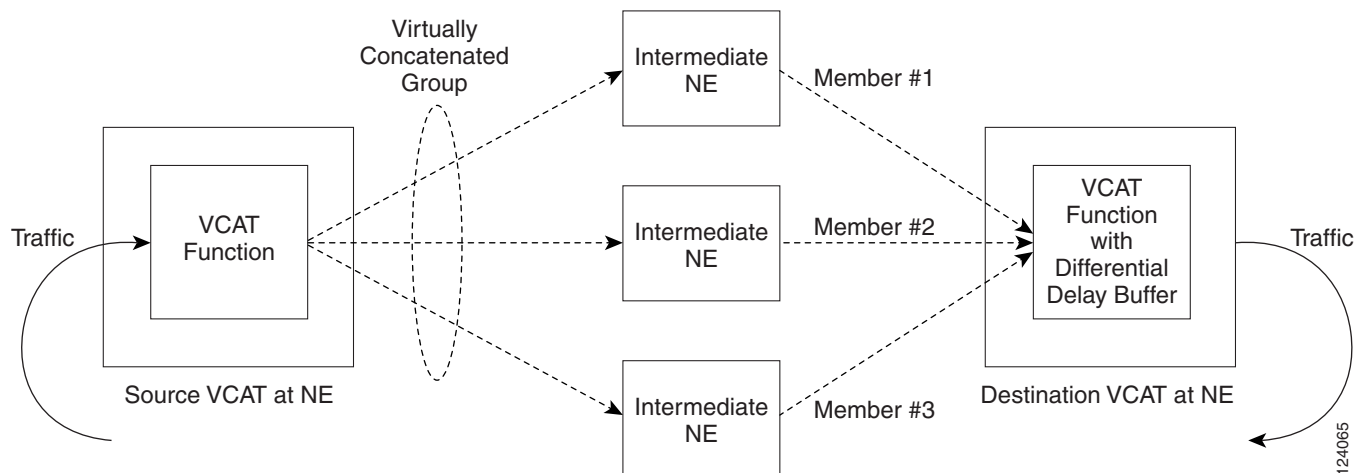 Virtually
Concatenated
Group
Intermediate
NE
Member #1
Traffic
VCAT
Function
Intermediate
NE
Member #2
VCAT
Function
with
Differential
Delay Buffer
Traffic
Source VCAT at NE
Intermediate
NE
Member #3
Destination VCAT at NE
124065